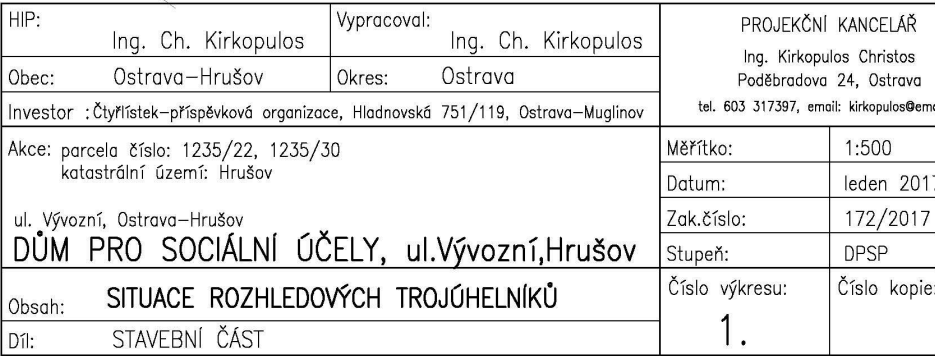 HIP: Ing. Ch. Kirkopulos
Vypracoval: Ing. Ch. Kirkopulos
Obec: Ostrava-Hrušov
Okres: Ostrava
Investor : Čtyřlístek-příspěvková organizace, Hladnovská 751/119, Ostrava-Muglinov
PROJEKČNÍ KANCELÁŘ
Ing. Kirkopulos Christos
Poděbradova 24, Ostrava
tel. 603 317397, email: kirkopulos@em
Akce: parcela číslo: 1235/22, 1235/30
katastrální území: Hrušov
ul. Vývozní, Ostrava-Hrušov
DŮM PRO SOCIÁLNÍ ÚČELY, ul.Vývozní,Hrušov
Měřítko: 1:500
Datum: leden 2017
Zak.číslo: 172/2017
Stupeň: DPSP
Obsah: SITUACE ROZHLEDOVÝCH TROJÚHELNÍKŮ
Díl: STAVEBNÍ ČÁST
Číslo výkresu: 1.
Číslo kopie: